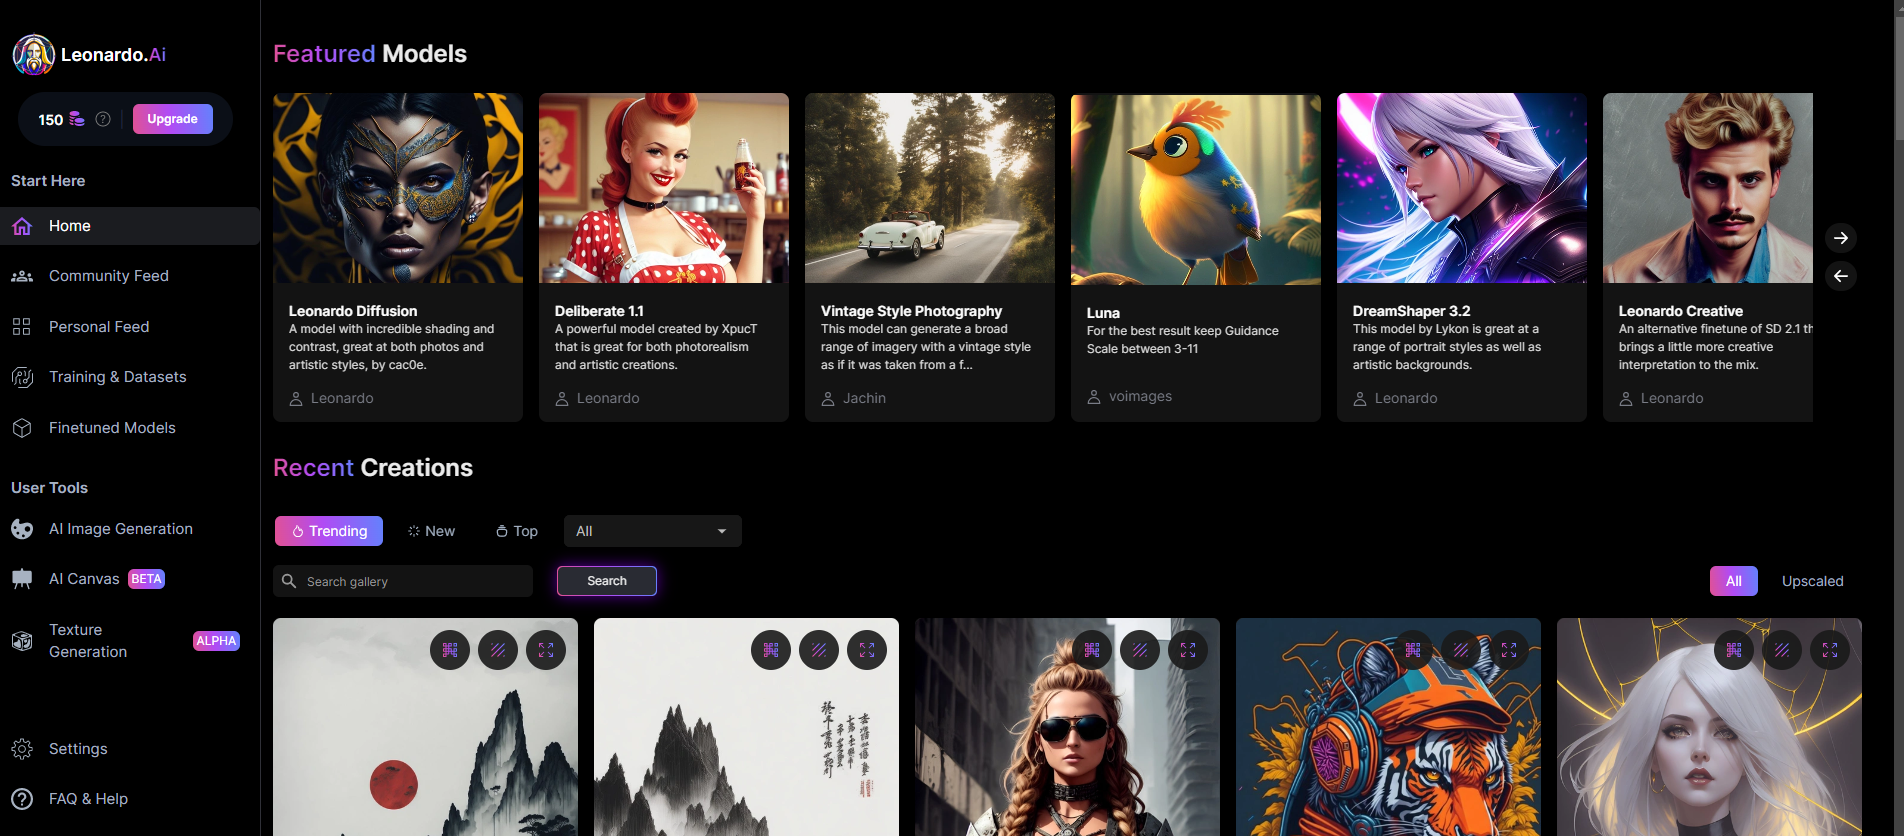 Leonardo.Ai
150
Upgrade
Start Here
Home
Community Feed
Personal Feed
Training & Datasets
Finetuned Models
User Tools
AI Image Generation
AI Canvas BETA
Texture
Generation
ALPHA
Settings
FAQ & Help
Featured Models
Leonardo Diffusion
A model with incredible shading and
contrast, great at both photos and
artistic styles, by cac0e.
Leonardo
Deliberate 1.1
A powerful model created by XpucT
that is great for both photorealism
and artistic creations.
Leonardo
Vintage Style Photography
This model can generate a broad
range of imagery with a vintage style
as if it was taken from a f...
Jachin
Luna
For the best result keep Guidance
Scale between 3-11
voimages
DreamShaper 3.2
This model by Lykon is great at a
range of portrait styles as well as
artistic backgrounds.
Leonardo
Leonardo Creative
An alternative finetune of SD 2.1 th
brings a little more creative
interpretation to the mix.
Leonardo
Recent Creations
Trending
New
Top
All
Search gallery
Search
All
Upscaled